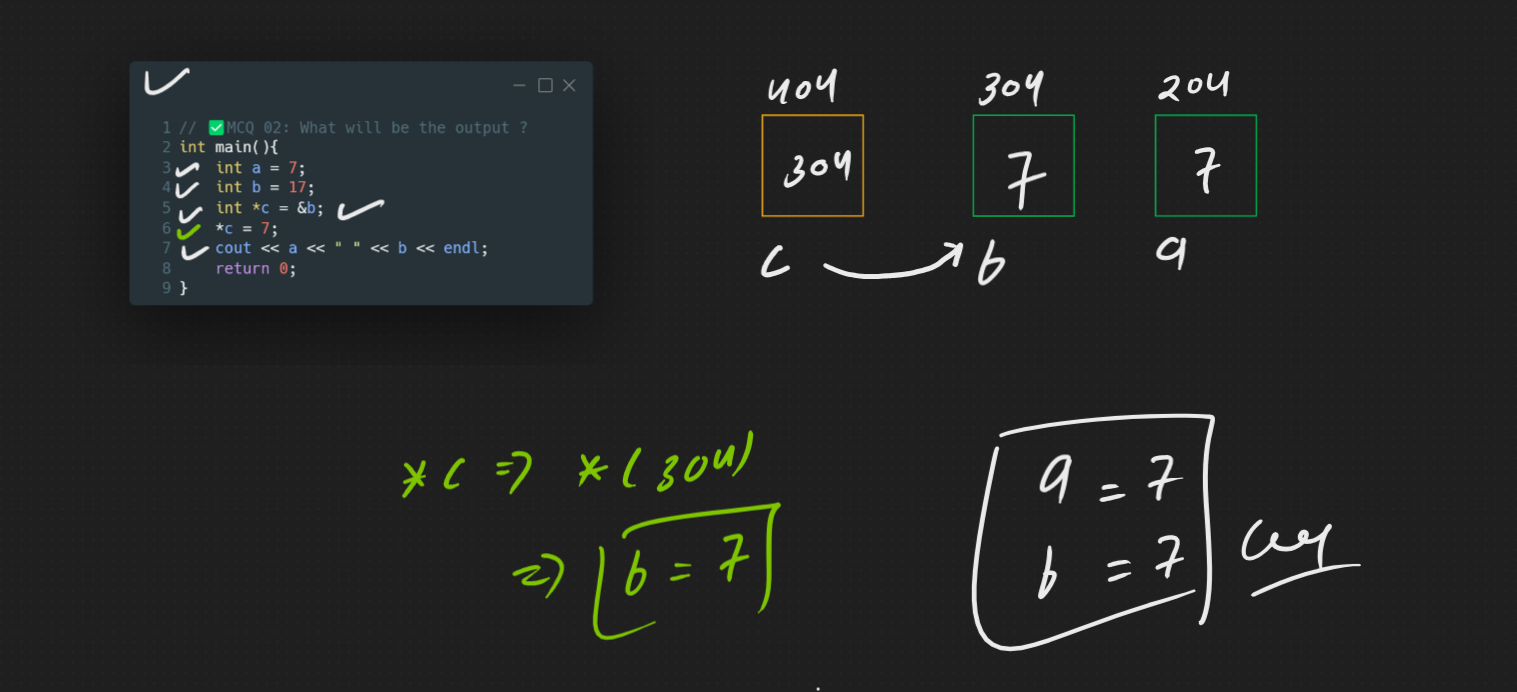 1 // ✅MCQ 02: What will be the output ?
2 int main(){
3 int a = 7;
4 int b = 17;
5 int *c = &b;
6 *c = 7;
7 cout << a << " " << b << endl;
8 return 0;
9 }
404 304 204
304 7 7
c b a
*c => *(304)
=> b = 7
a = 7
b = 7